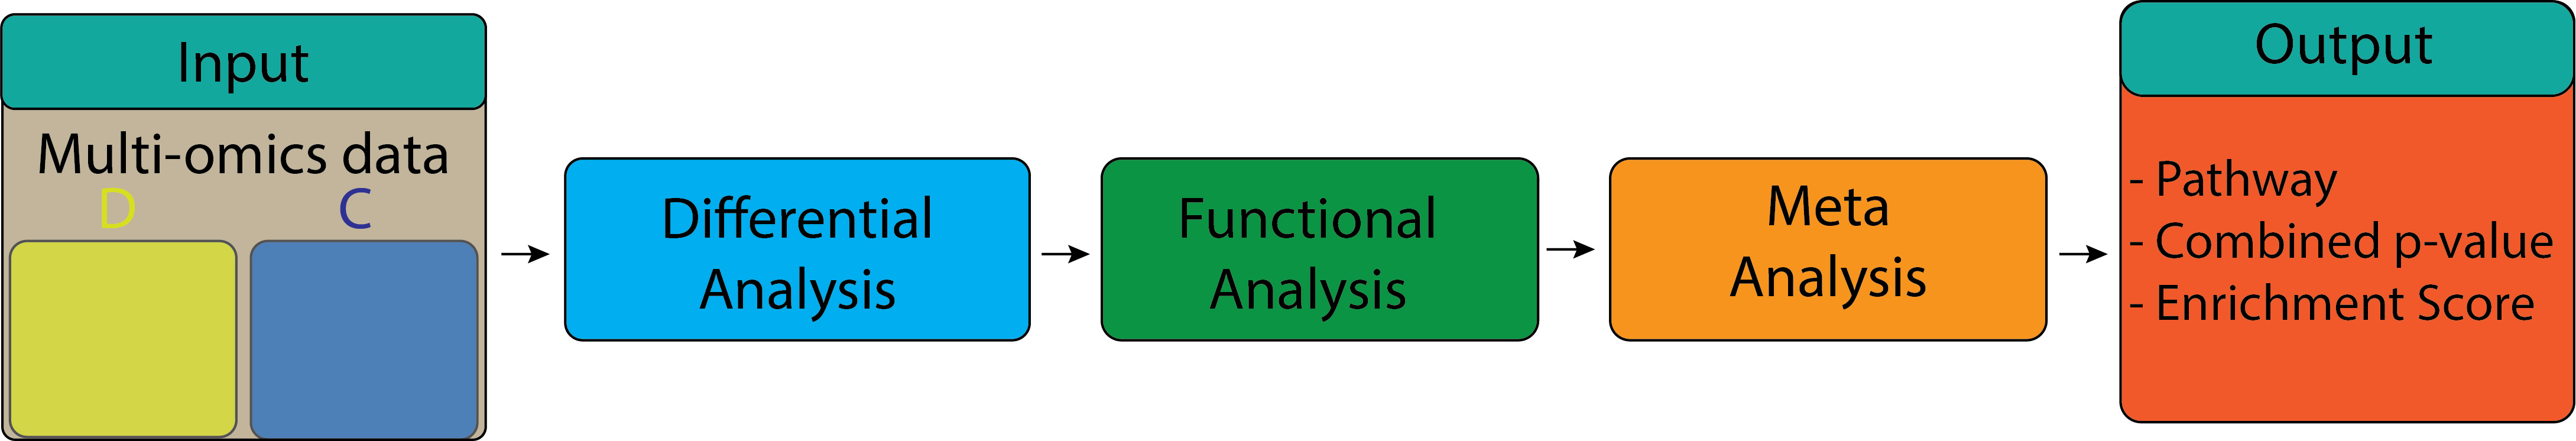 Input
Multi-omics data
D C
Differential
Analysis
Functional
Analysis
Meta
Analysis
Output
- Pathway
- Combined p-value
- Enrichment Score